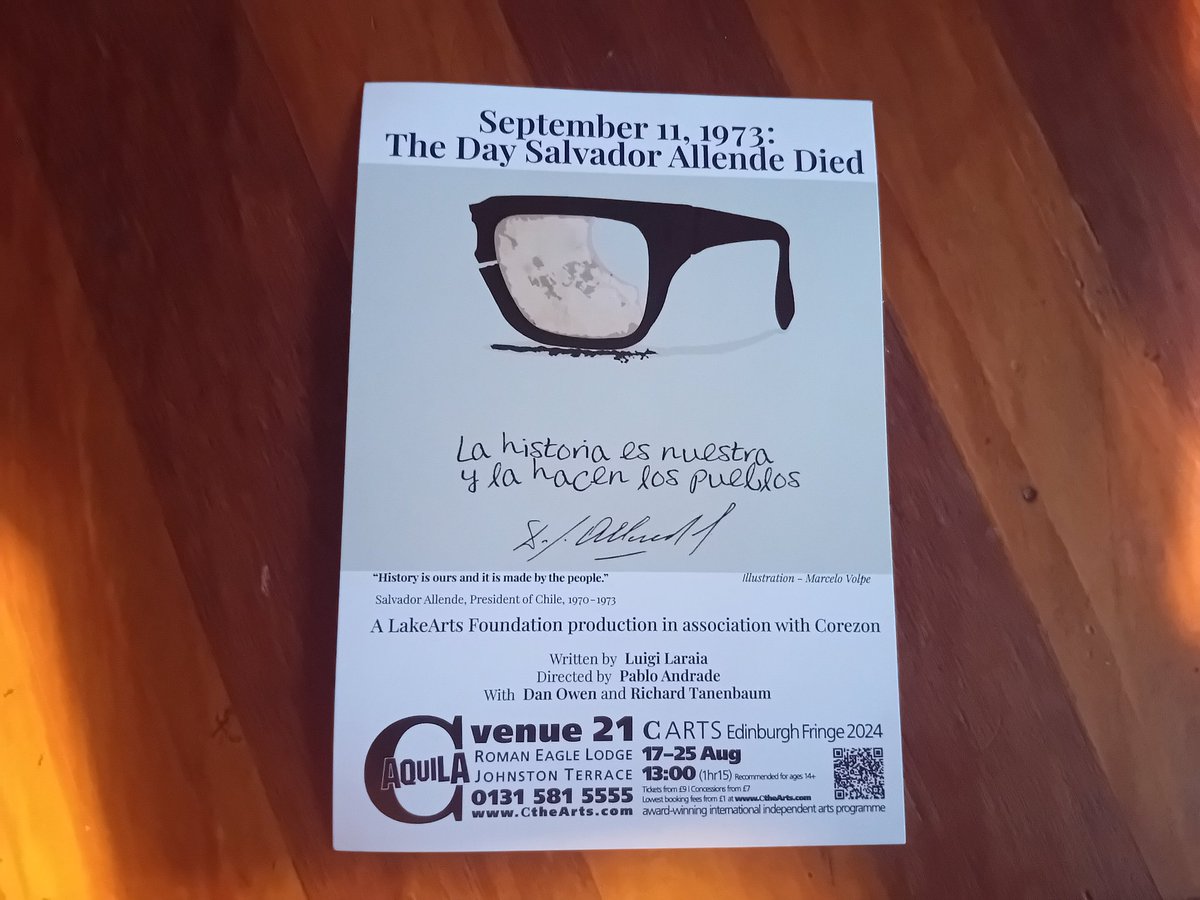 September 11, 1973:
The Day Salvador Allende Died
La historia es nuestra
y la hacen los pueblos
S. Allende
“History is ours and it is made by the people.”
Illustration – Marcelo Volpe
Salvador Allende, President of Chile, 1970–1973
A LakeArts Foundation production in association with Corezon
Written by Luigi Laraia
Directed by Pablo Andrade
With Dan Owen and Richard Tanenbaum
C AQUILA
venue 21
ROMAN EAGLE LODGE
JOHNSTON TERRACE
0131 581 5555
www.CtheArts.com
C ARTS Edinburgh Fringe 2024
17–25 Aug
13:00 (1hr15) Recommended for ages 14+
Tickets from £9 | Concessions from £7
Lowest booking fees from £1 at www.CtheArts.com
award-winning international independent arts programme